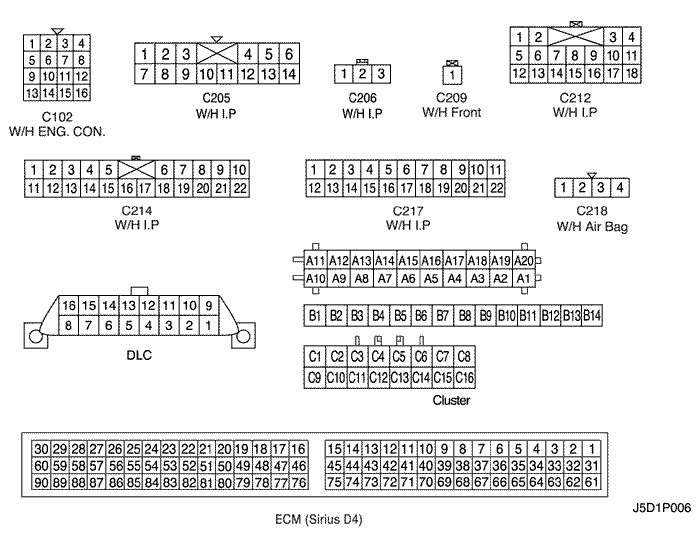 1 2 3 4
5 6 7 8
9 10 11 12
13 14 15 16
C102
W/H ENG. CON.
1 2 3 4 5 6
7 8 9 10 11 12 13 14
C205
W/H I.P
1 2 3
C206
W/H I.P
1
C209
W/H Front
1 2 3 4
5 6 7 8 9 10 11
12 13 14 15 16 17 18
C212
W/H I.P
1 2 3 4 5 6 7 8 9 10
11 12 13 14 15 16 17 18 19 20 21 22
C214
W/H I.P
1 2 3 4 5 6 7 8 9 10 11
12 13 14 15 16 17 18 19 20 21 22
C217
W/H I.P
1 2 3 4
C218
W/H Air Bag
16 15 14 13 12 11 10 9
8 7 6 5 4 3 2 1
DLC
A11 A12 A13 A14 A15 A16 A17 A18 A19 A20
A10 A9 A8 A7 A6 A5 A4 A3 A2 A1
B1 B2 B3 B4 B5 B6 B7 B8 B9 B10 B11 B12 B13 B14
C1 C2 C3 C4 C5 C6 C7 C8
C9 C10 C11 C12 C13 C14 C15 C16
Cluster
30 29 28 27 26 25 24 23 22 21 20 19 18 17 16 15 14 13 12 11 10 9 8 7 6 5 4 3 2 1
60 59 58 57 56 55 54 53 52 51 50 49 48 47 46 45 44 43 42 41 40 39 38 37 36 35 34 33 32 31
90 89 88 87 86 85 84 83 82 81 80 79 78 77 76 75 74 73 72 71 70 69 68 67 66 65 64 63 62 61
ECM (Sirius D4)
J5D1P006